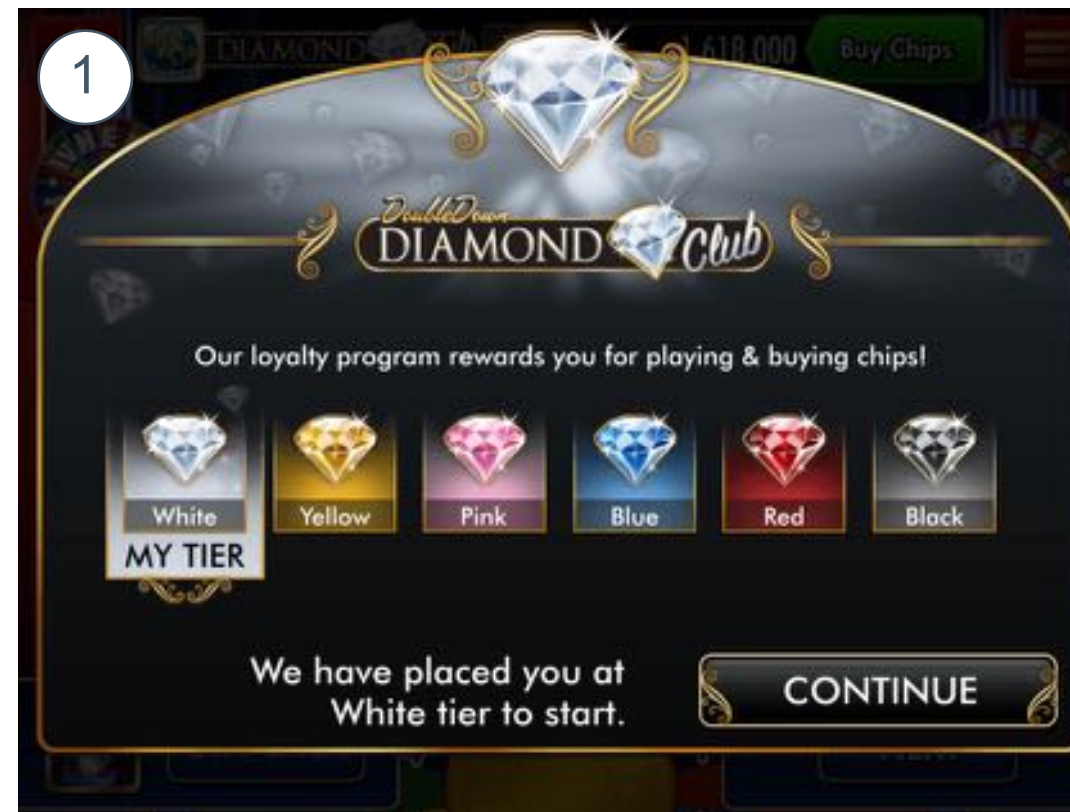 1
DIAMOND
1,618,000
Buy Chips
DoubleDown
DIAMOND Club
Our loyalty program rewards you for playing & buying chips!
White
Yellow
Pink
Blue
Red
Black
MY TIER
We have placed you at
White tier to start.
CONTINUE